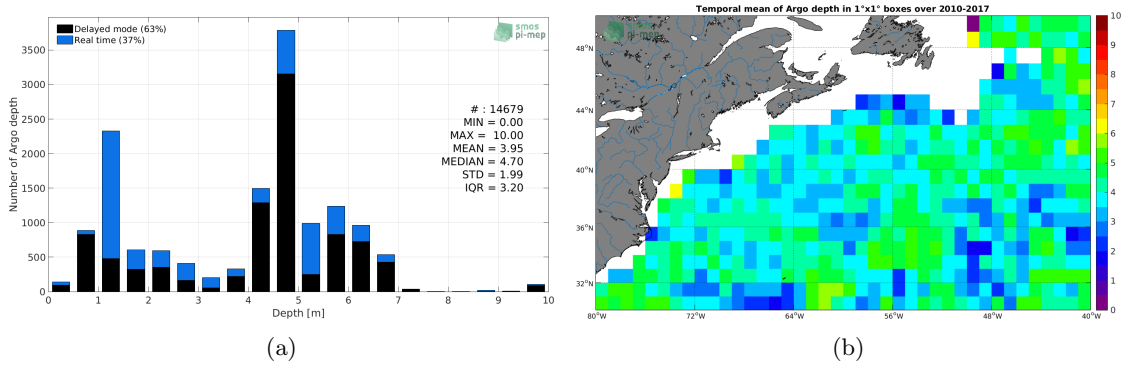 Delayed mode (63%)
Real time (37%)
smos
pi-mep
# : 14679
MIN = 0.00
MAX = 10.00
MEAN = 3.95
MEDIAN = 4.70
STD = 1.99
IQR = 3.20
Number of Argo depth
3500
3000
2500
2000
1500
1000
500
0
0 1 2 3 4 5 6 7 8 9 10
Depth [m]
(a)
Temporal mean of Argo depth in 1°x1° boxes over 2010-2017
smos
pi-mep
48°N
44°N
40°N
36°N
32°N
80°W 72°W 64°W 56°W 48°W 40°W
10
9
8
7
6
5
4
3
2
1
0
(b)